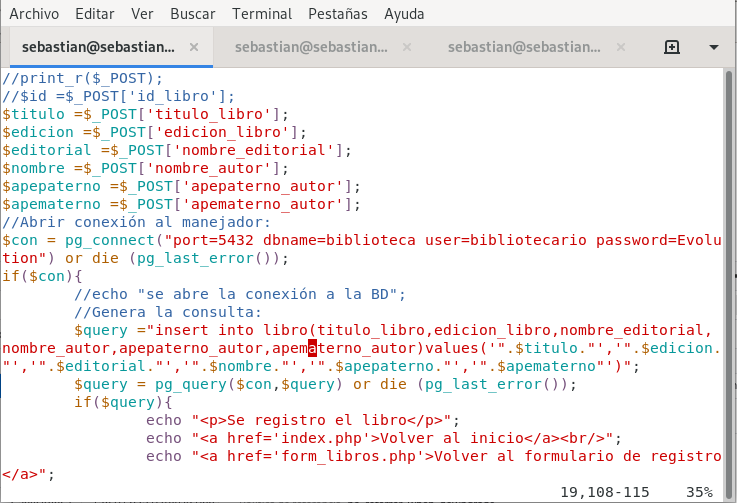 Archivo Editar Ver Buscar Terminal Pestañas Ayuda
sebastian@sebastian... × sebastian@sebastian... × sebastian@sebastian... ×
//print_r($_POST);
//$id =$_POST['id_libro'];
$titulo =$_POST['titulo_libro'];
$edicion =$_POST['edicion_libro'];
$editorial =$_POST['nombre_editorial'];
$nombre =$_POST['nombre_autor'];
$apepaterno =$_POST['apepaterno_autor'];
$apematerno =$_POST['apematerno_autor'];
//Abrir conexión al manejador:
$con = pg_connect("port=5432 dbname=biblioteca user=bibliotecario password=Evolu
tion") or die (pg_last_error());
if($con){
        //echo "se abre la conexión a la BD";
        //Genera la consulta:
        $query ="insert into libro(titulo_libro,edicion_libro,nombre_editorial,
nombre_autor,apepaterno_autor,apematerno_autor)values('".$titulo."','".$edicion.
"','".$editorial."','".$nombre."','".$apepaterno."','".$apematerno"')";
        $query = pg_query($con,$query) or die (pg_last_error());
        if($query){
                echo "<p>Se registro el libro</p>";
                echo "<a href='index.php'>Volver al inicio</a><br/>";
                echo "<a href='form_libros.php'>Volver al formulario de registro
</a>";
19,108-115 35%